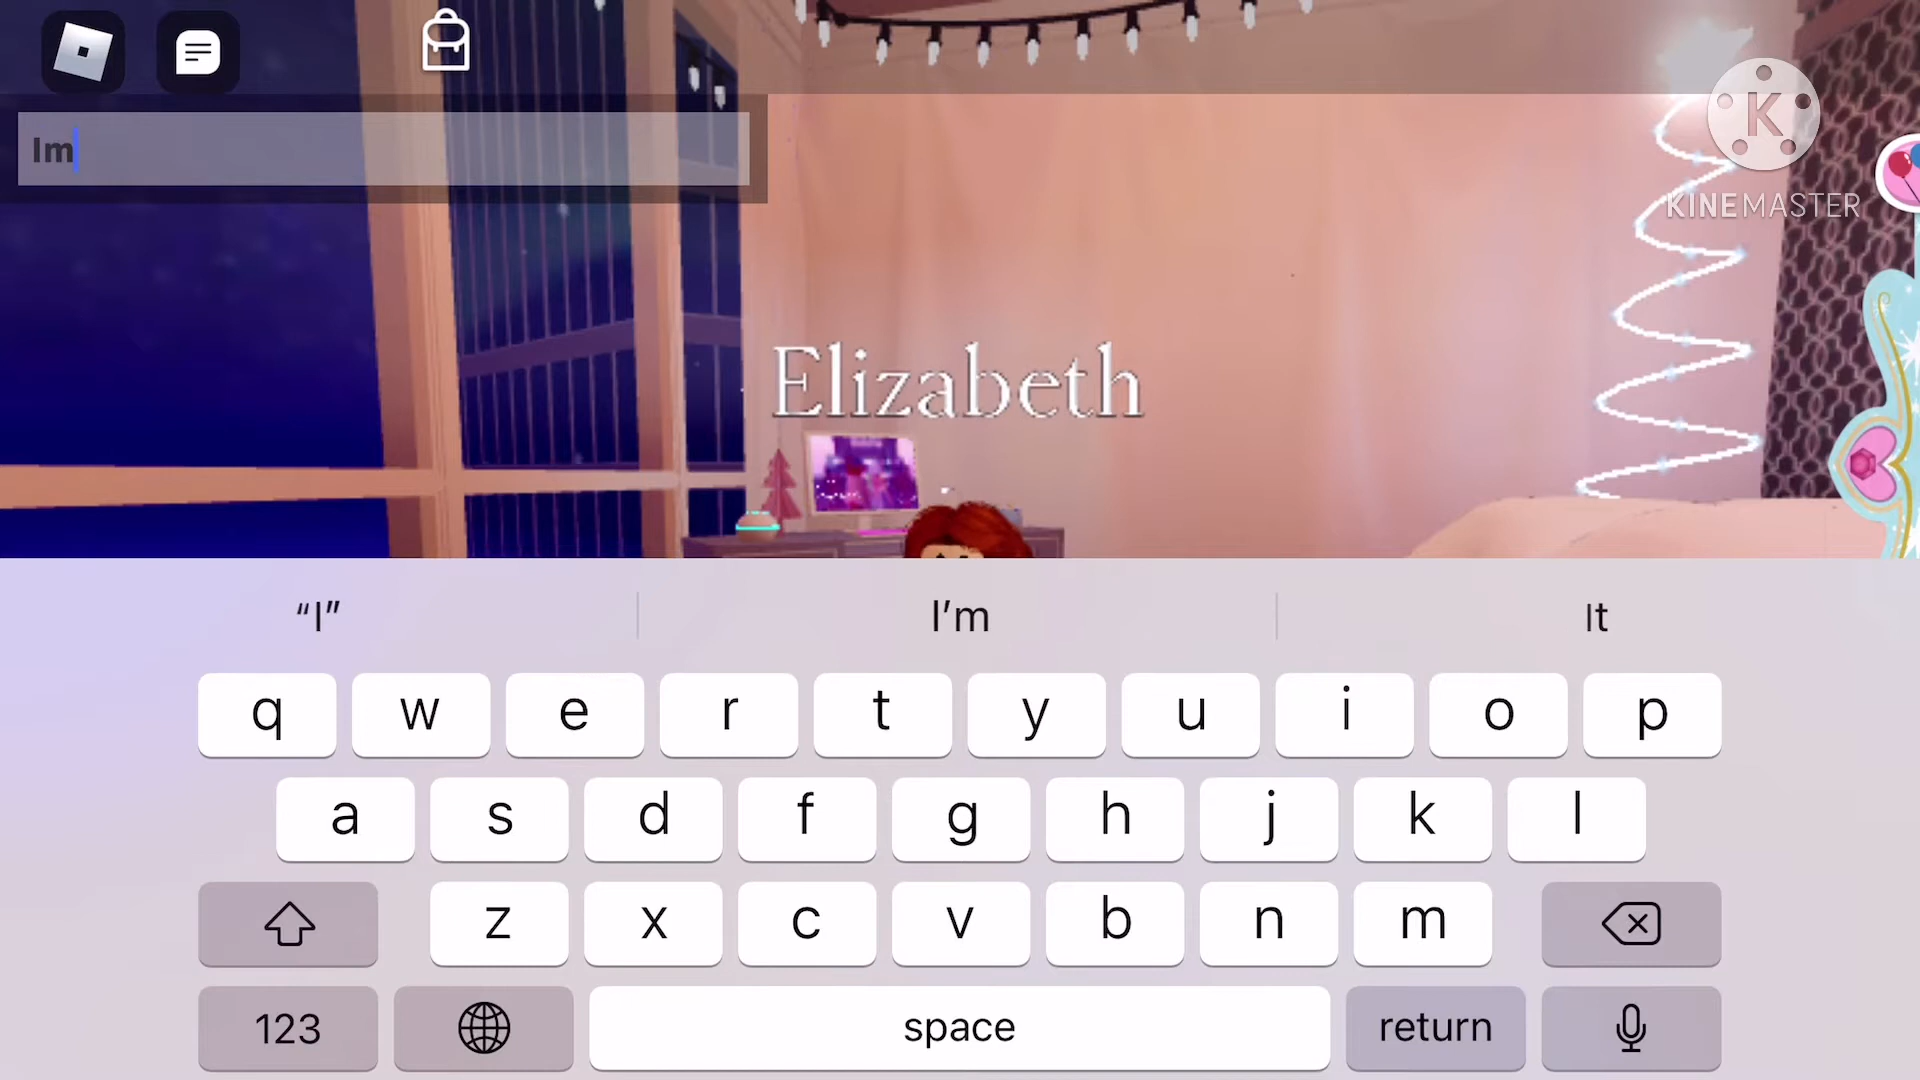 Im
K
KINEMASTER
Elizabeth
“I” I’m It
q w e r t y u i o p
a s d f g h j k l
z x c v b n m
123 space return